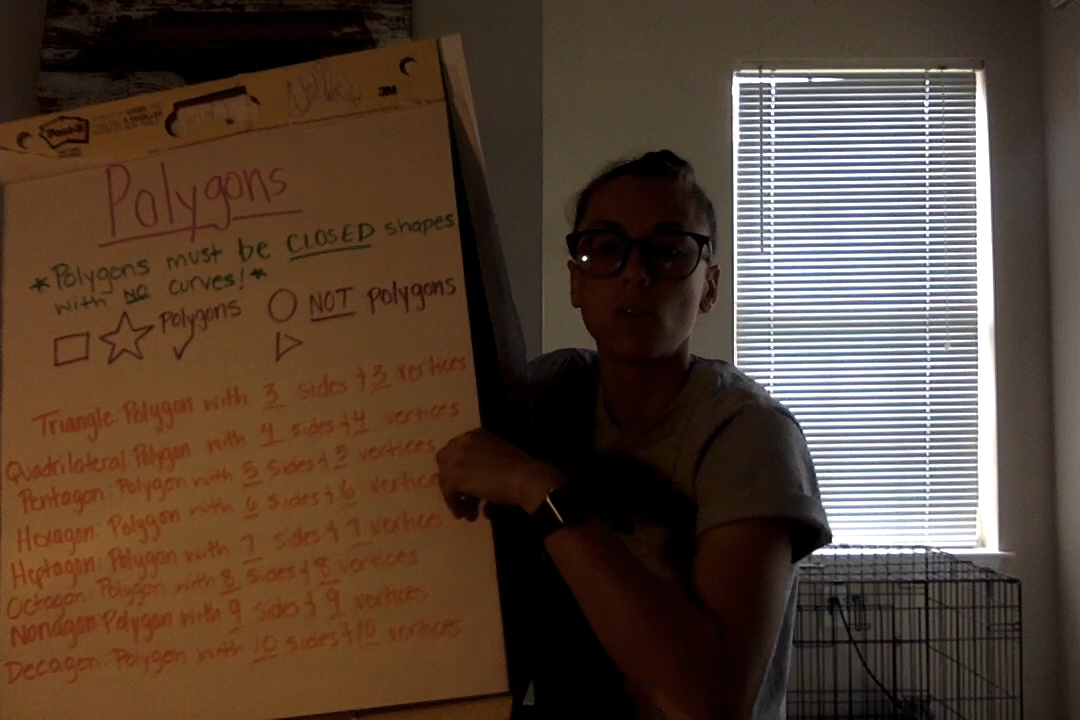 Post-it
3M
Polygons
*Polygons must be CLOSED shapes
with NO curves!*
Polygons
NOT polygons
Triangle: Polygon with 3 sides + 3 vertices
Quadrilateral: Polygon with 4 sides + 4 vertices
Pentagon: Polygon with 5 sides + 5 vertices
Hexagon: Polygon with 6 sides + 6 vertices
Heptagon: Polygon with 7 sides + 7 vertices
Octagon: Polygon with 8 sides + 8 vertices
Nonagon: Polygon with 9 sides + 9 vertices
Decagon: Polygon with 10 sides + 10 vertices